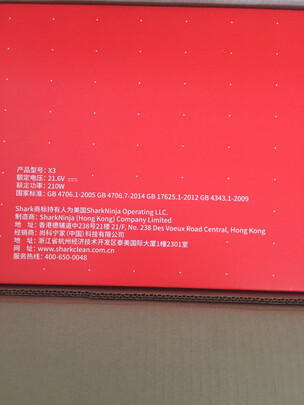 产品型号：X3
额定电压：21.6V ⎓
额定功率：210W
国家标准：GB 4706.1-2005 GB 4706.7-2014 GB 17625.1-2012 GB 4343.1-2009
Shark商标持有人为美国SharkNinja Operating LLC.
制造商：SharkNinja (Hong Kong) Company Limited
地　址：香港德辅道中238号21楼 21/F, No. 238 Des Voeux Road Central, Hong Kong
经销商：尚科宁家（中国）科技有限公司
地　址：浙江省杭州经济技术开发区泰美国际大厦1幢2301室
网　址：www.sharkclean.com.cn
服务热线：400-650-0048